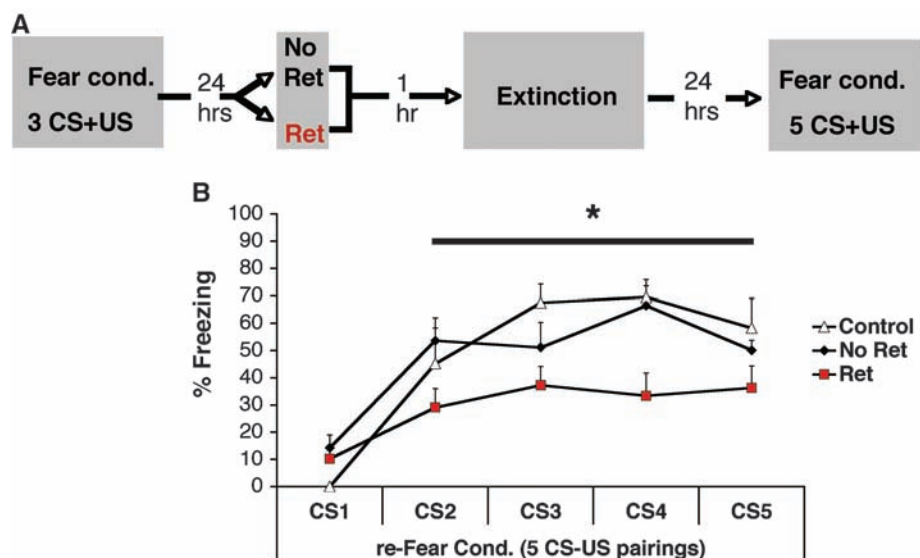 A
Fear cond.
3 CS+US
24
hrs
No
Ret
Ret
1
hr
Extinction
24
hrs
Fear cond.
5 CS+US
B
*
% Freezing
100
90
80
70
60
50
40
30
20
10
0
Control
No Ret
Ret
CS1 CS2 CS3 CS4 CS5
re-Fear Cond. (5 CS-US pairings)